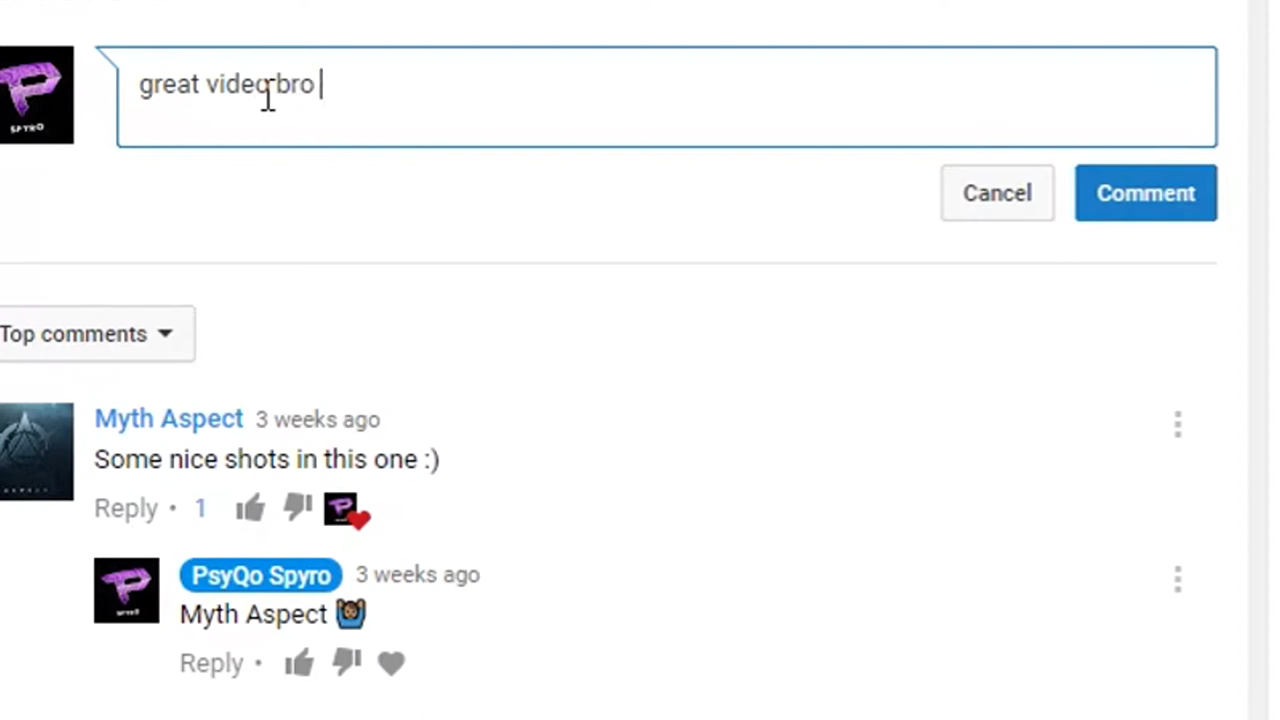 great video bro
SPYRO
Cancel
Comment
Top comments
Myth Aspect 3 weeks ago
Some nice shots in this one :)
Reply • 1
PsyQo Spyro 3 weeks ago
Myth Aspect 🙆🏾‍♂️
Reply •